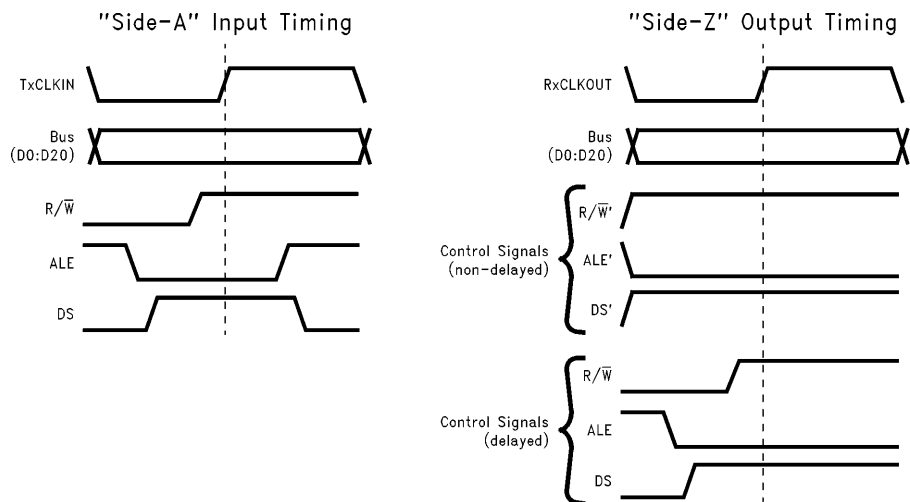 "Side-A" Input Timing
TxCLKIN
Bus
(D0:D20)
R/W̅
ALE
DS
"Side-Z" Output Timing
RxCLKOUT
Bus
(D0:D20)
Control Signals
(non-delayed)
R/W̅'
ALE'
DS'
Control Signals
(delayed)
R/W̅
ALE
DS